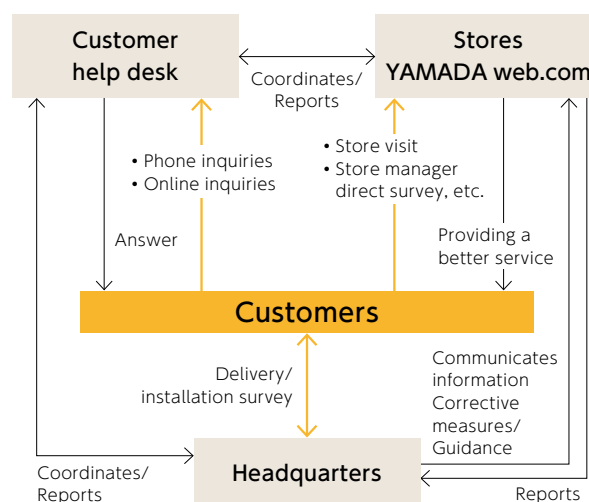 Customer
help desk
Stores
YAMADA web.com
Coordinates/
Reports
• Phone inquiries
• Online inquiries
• Store visit
• Store manager
direct survey, etc.
Answer
Providing a
better service
Customers
Delivery/
installation survey
Communicates
information
Corrective
measures/
Guidance
Headquarters
Coordinates/
Reports
Reports